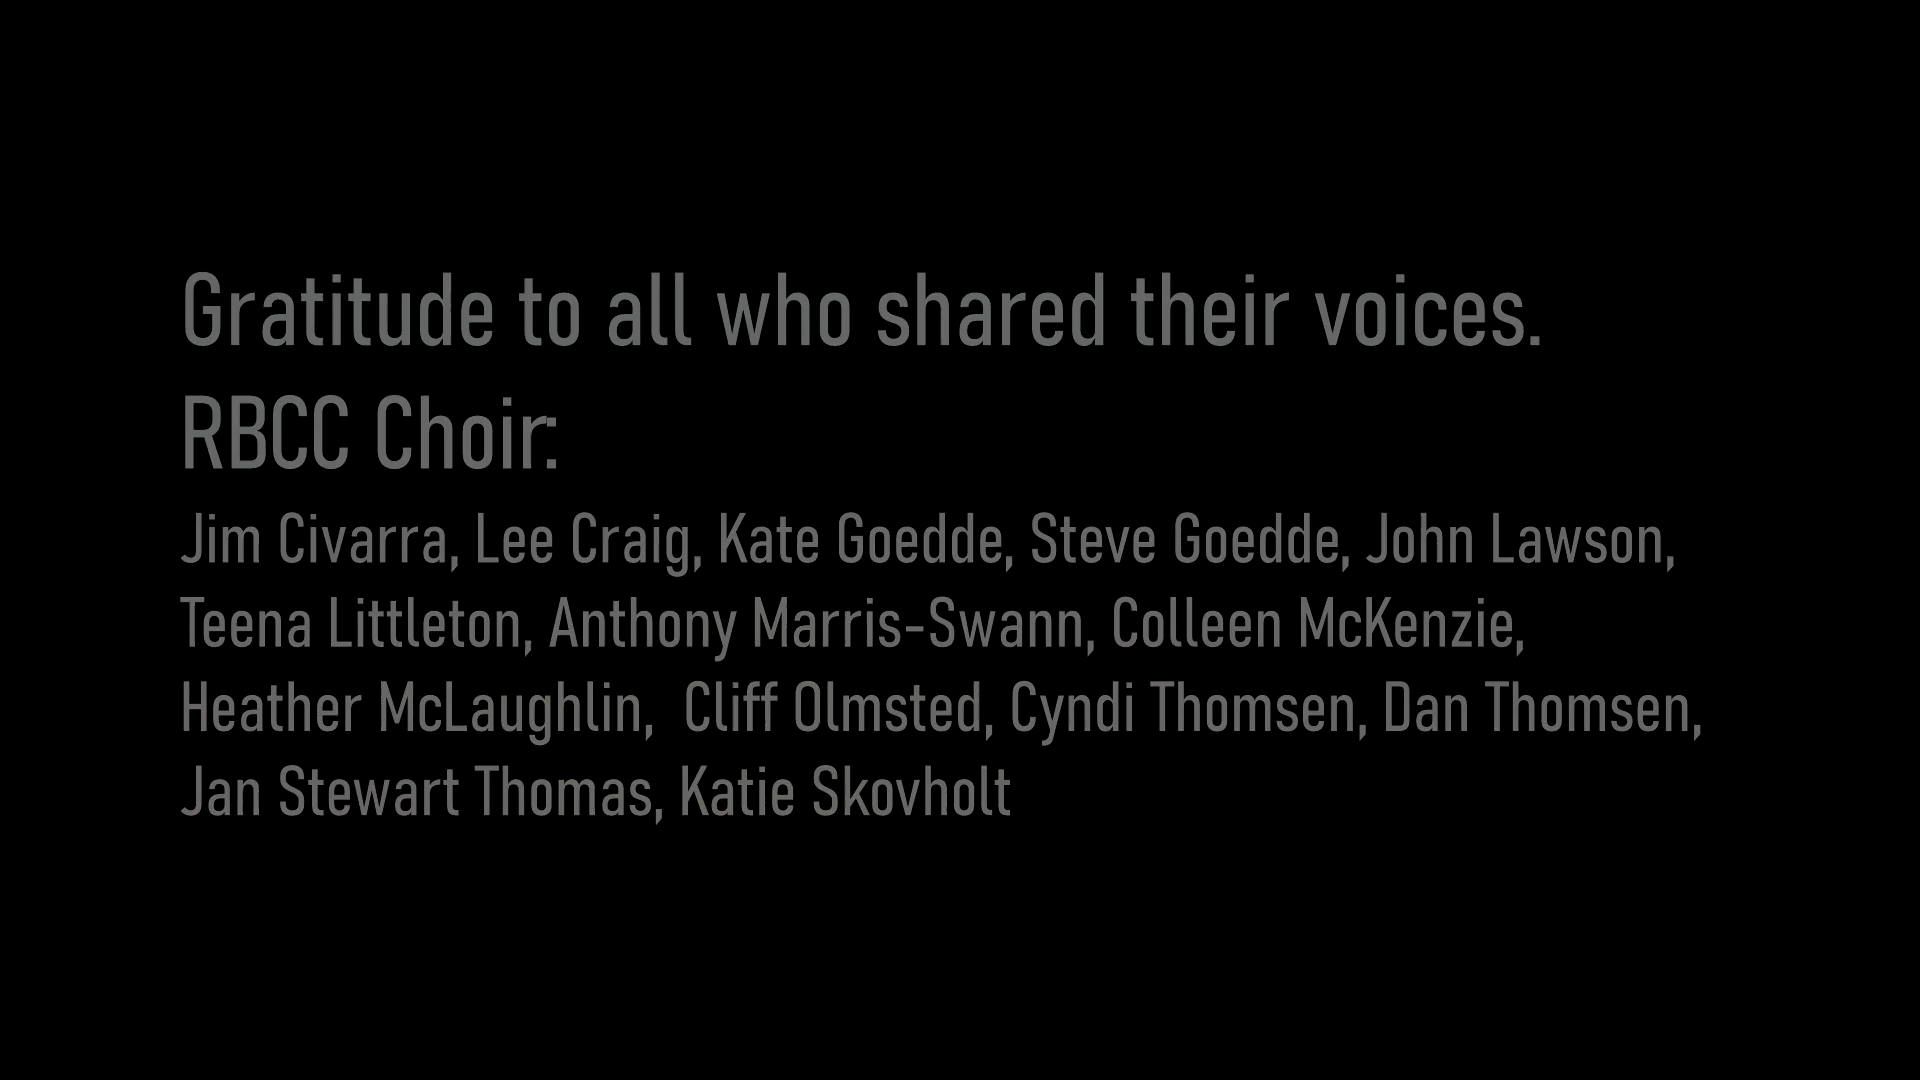 Gratitude to all who shared their voices.
RBCC Choir:
Jim Civarra, Lee Craig, Kate Goedde, Steve Goedde, John Lawson,
Teena Littleton, Anthony Marris-Swann, Colleen McKenzie,
Heather McLaughlin,  Cliff Olmsted, Cyndi Thomsen, Dan Thomsen,
Jan Stewart Thomas, Katie Skovholt